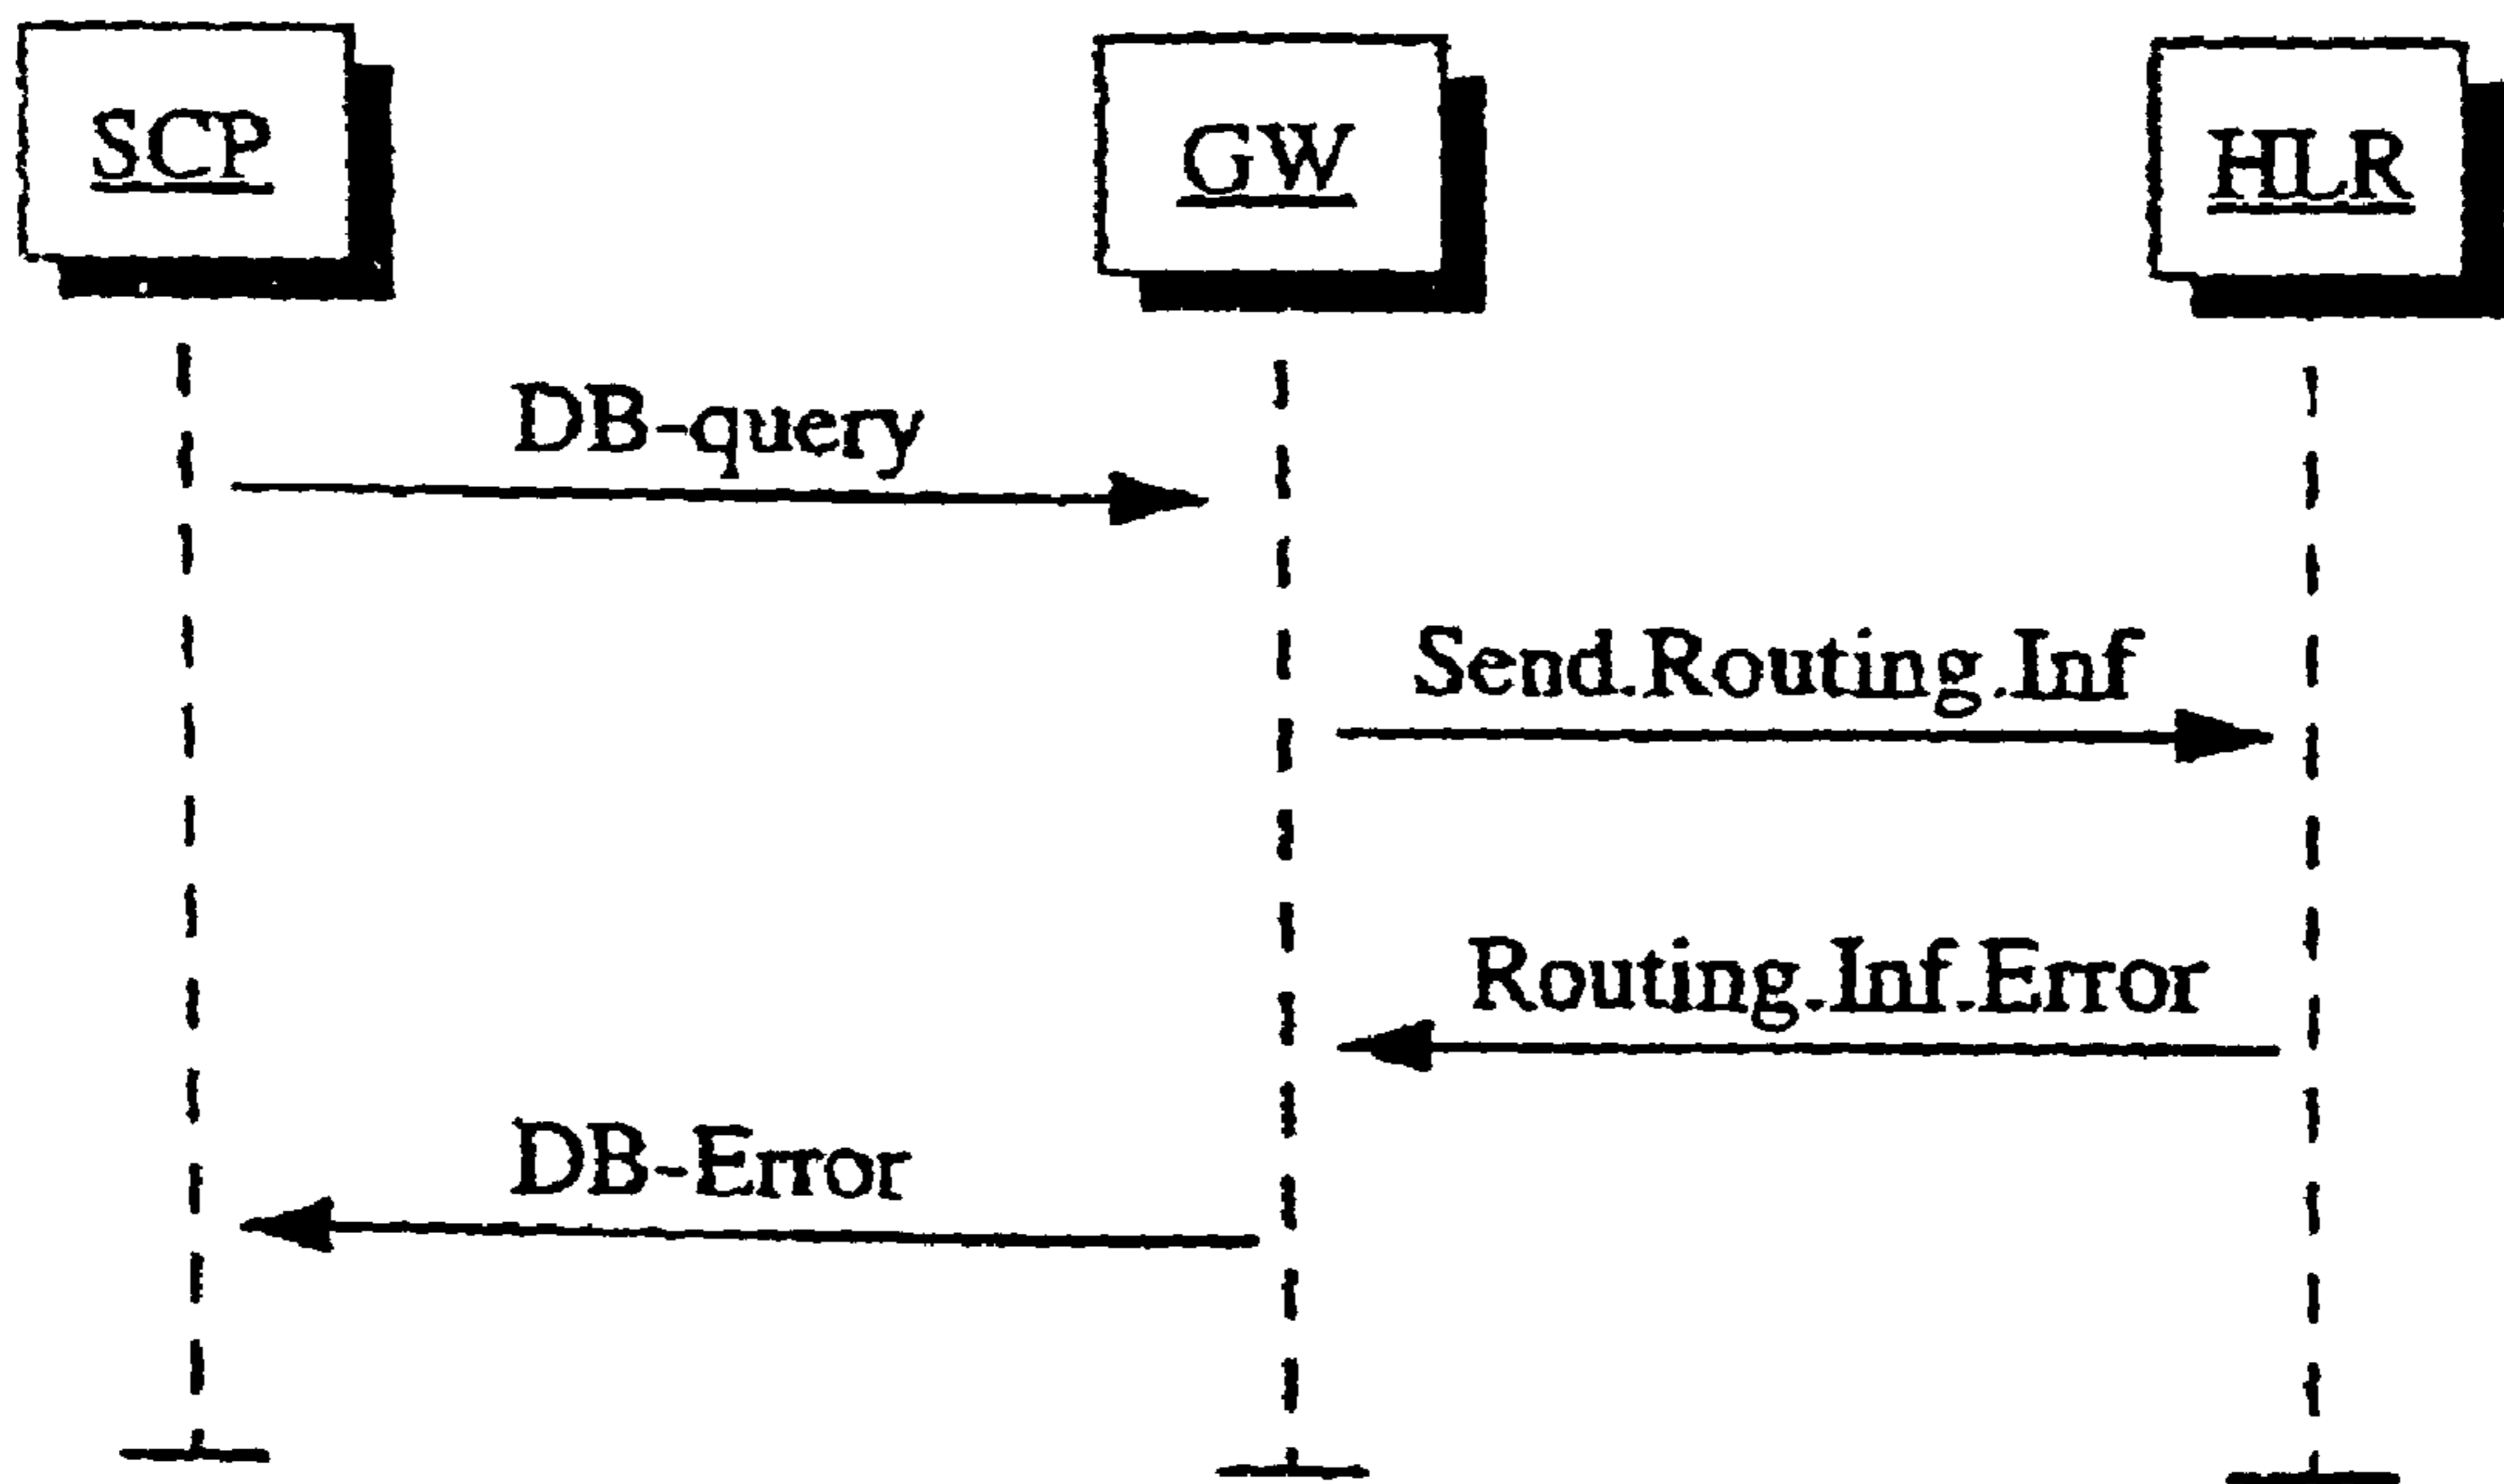 SCP
GW
HLR
DB-query
Send.Routing.Inf
Routing.Inf.Error
DB-Error